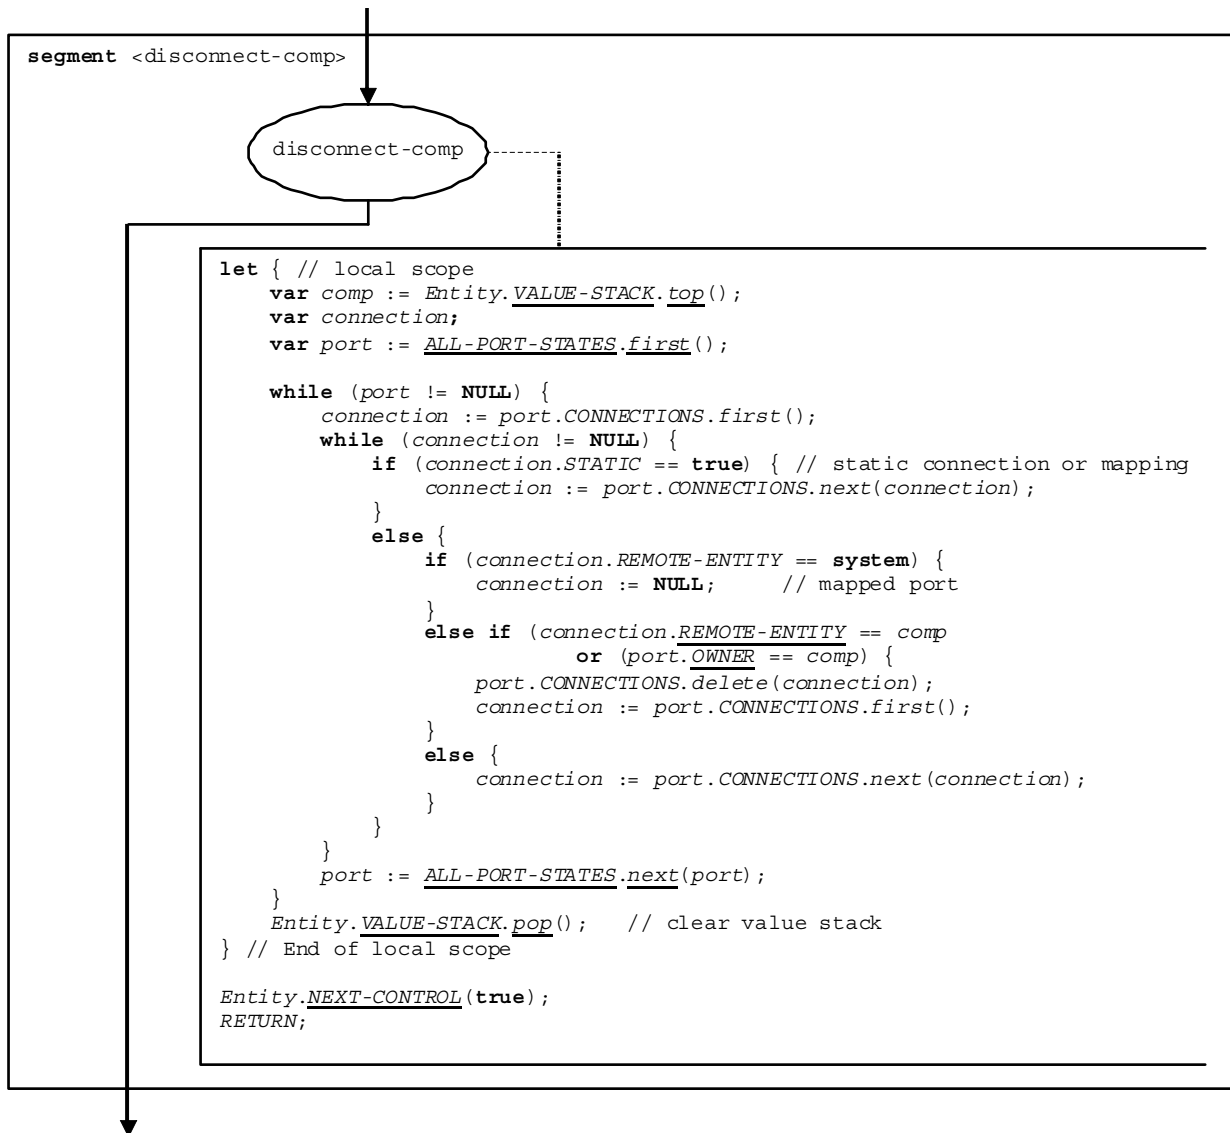 segment <disconnect-comp>
disconnect-comp
let { // local scope
    var comp := Entity.VALUE-STACK.top();
    var connection;
    var port := ALL-PORT-STATES.first();
    while (port != NULL) {
        connection := port.CONNECTIONS.first();
        while (connection != NULL) {
            if (connection.STATIC == true) { // static connection or mapping
                connection := port.CONNECTIONS.next(connection);
            }
            else {
                if (connection.REMOTE-ENTITY == system) {
                    connection := NULL;      // mapped port
                }
                else if (connection.REMOTE-ENTITY == comp
                            or (port.OWNER == comp) {
                    port.CONNECTIONS.delete(connection);
                    connection := port.CONNECTIONS.first();
                }
                else {
                    connection := port.CONNECTIONS.next(connection);
                }
            }
        }
        port := ALL-PORT-STATES.next(port);
    }
    Entity.VALUE-STACK.pop();   // clear value stack
} // End of local scope
Entity.NEXT-CONTROL(true);
RETURN;